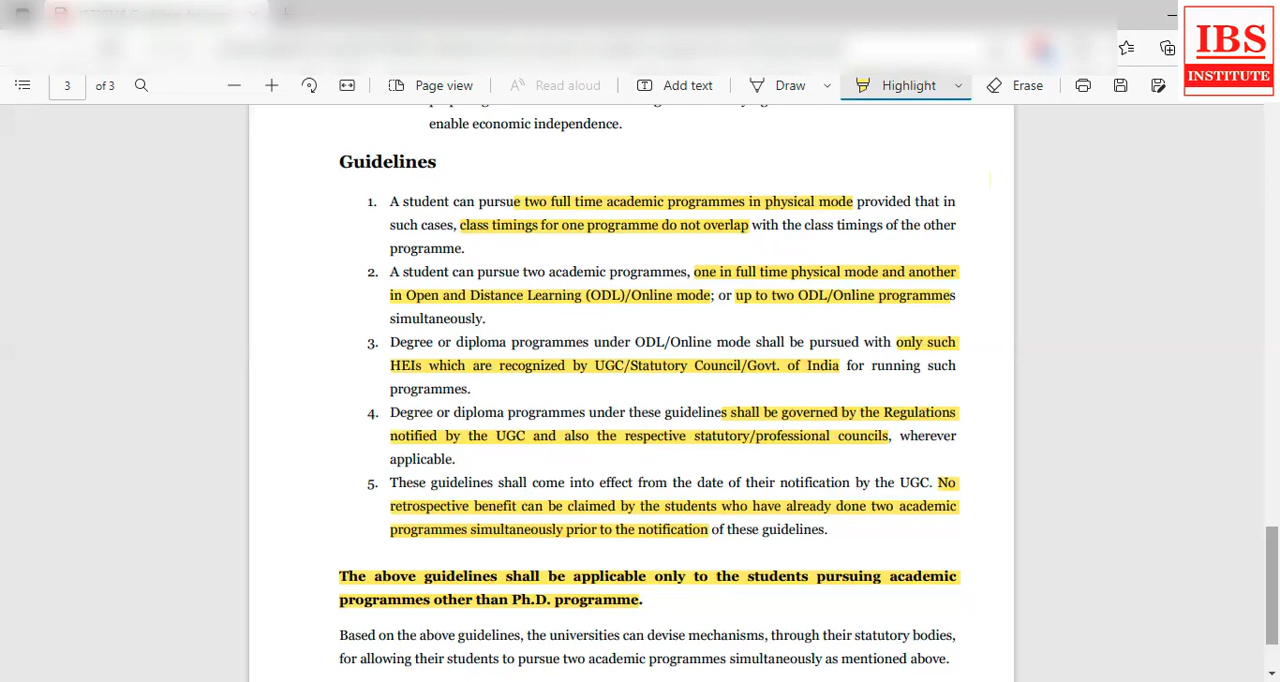 IBS
INSTITUTE
3 of 3
Page view
Read aloud
Add text
Draw
Highlight
Erase
enable economic independence.
Guidelines
1. A student can pursue two full time academic programmes in physical mode provided that in
such cases, class timings for one programme do not overlap with the class timings of the other
programme.
2. A student can pursue two academic programmes, one in full time physical mode and another
in Open and Distance Learning (ODL)/Online mode; or up to two ODL/Online programmes
simultaneously.
3. Degree or diploma programmes under ODL/Online mode shall be pursued with only such
HEIs which are recognized by UGC/Statutory Council/Govt. of India for running such
programmes.
4. Degree or diploma programmes under these guidelines shall be governed by the Regulations
notified by the UGC and also the respective statutory/professional councils, wherever
applicable.
5. These guidelines shall come into effect from the date of their notification by the UGC. No
retrospective benefit can be claimed by the students who have already done two academic
programmes simultaneously prior to the notification of these guidelines.
The above guidelines shall be applicable only to the students pursuing academic
programmes other than Ph.D. programme.
Based on the above guidelines, the universities can devise mechanisms, through their statutory bodies,
for allowing their students to pursue two academic programmes simultaneously as mentioned above.